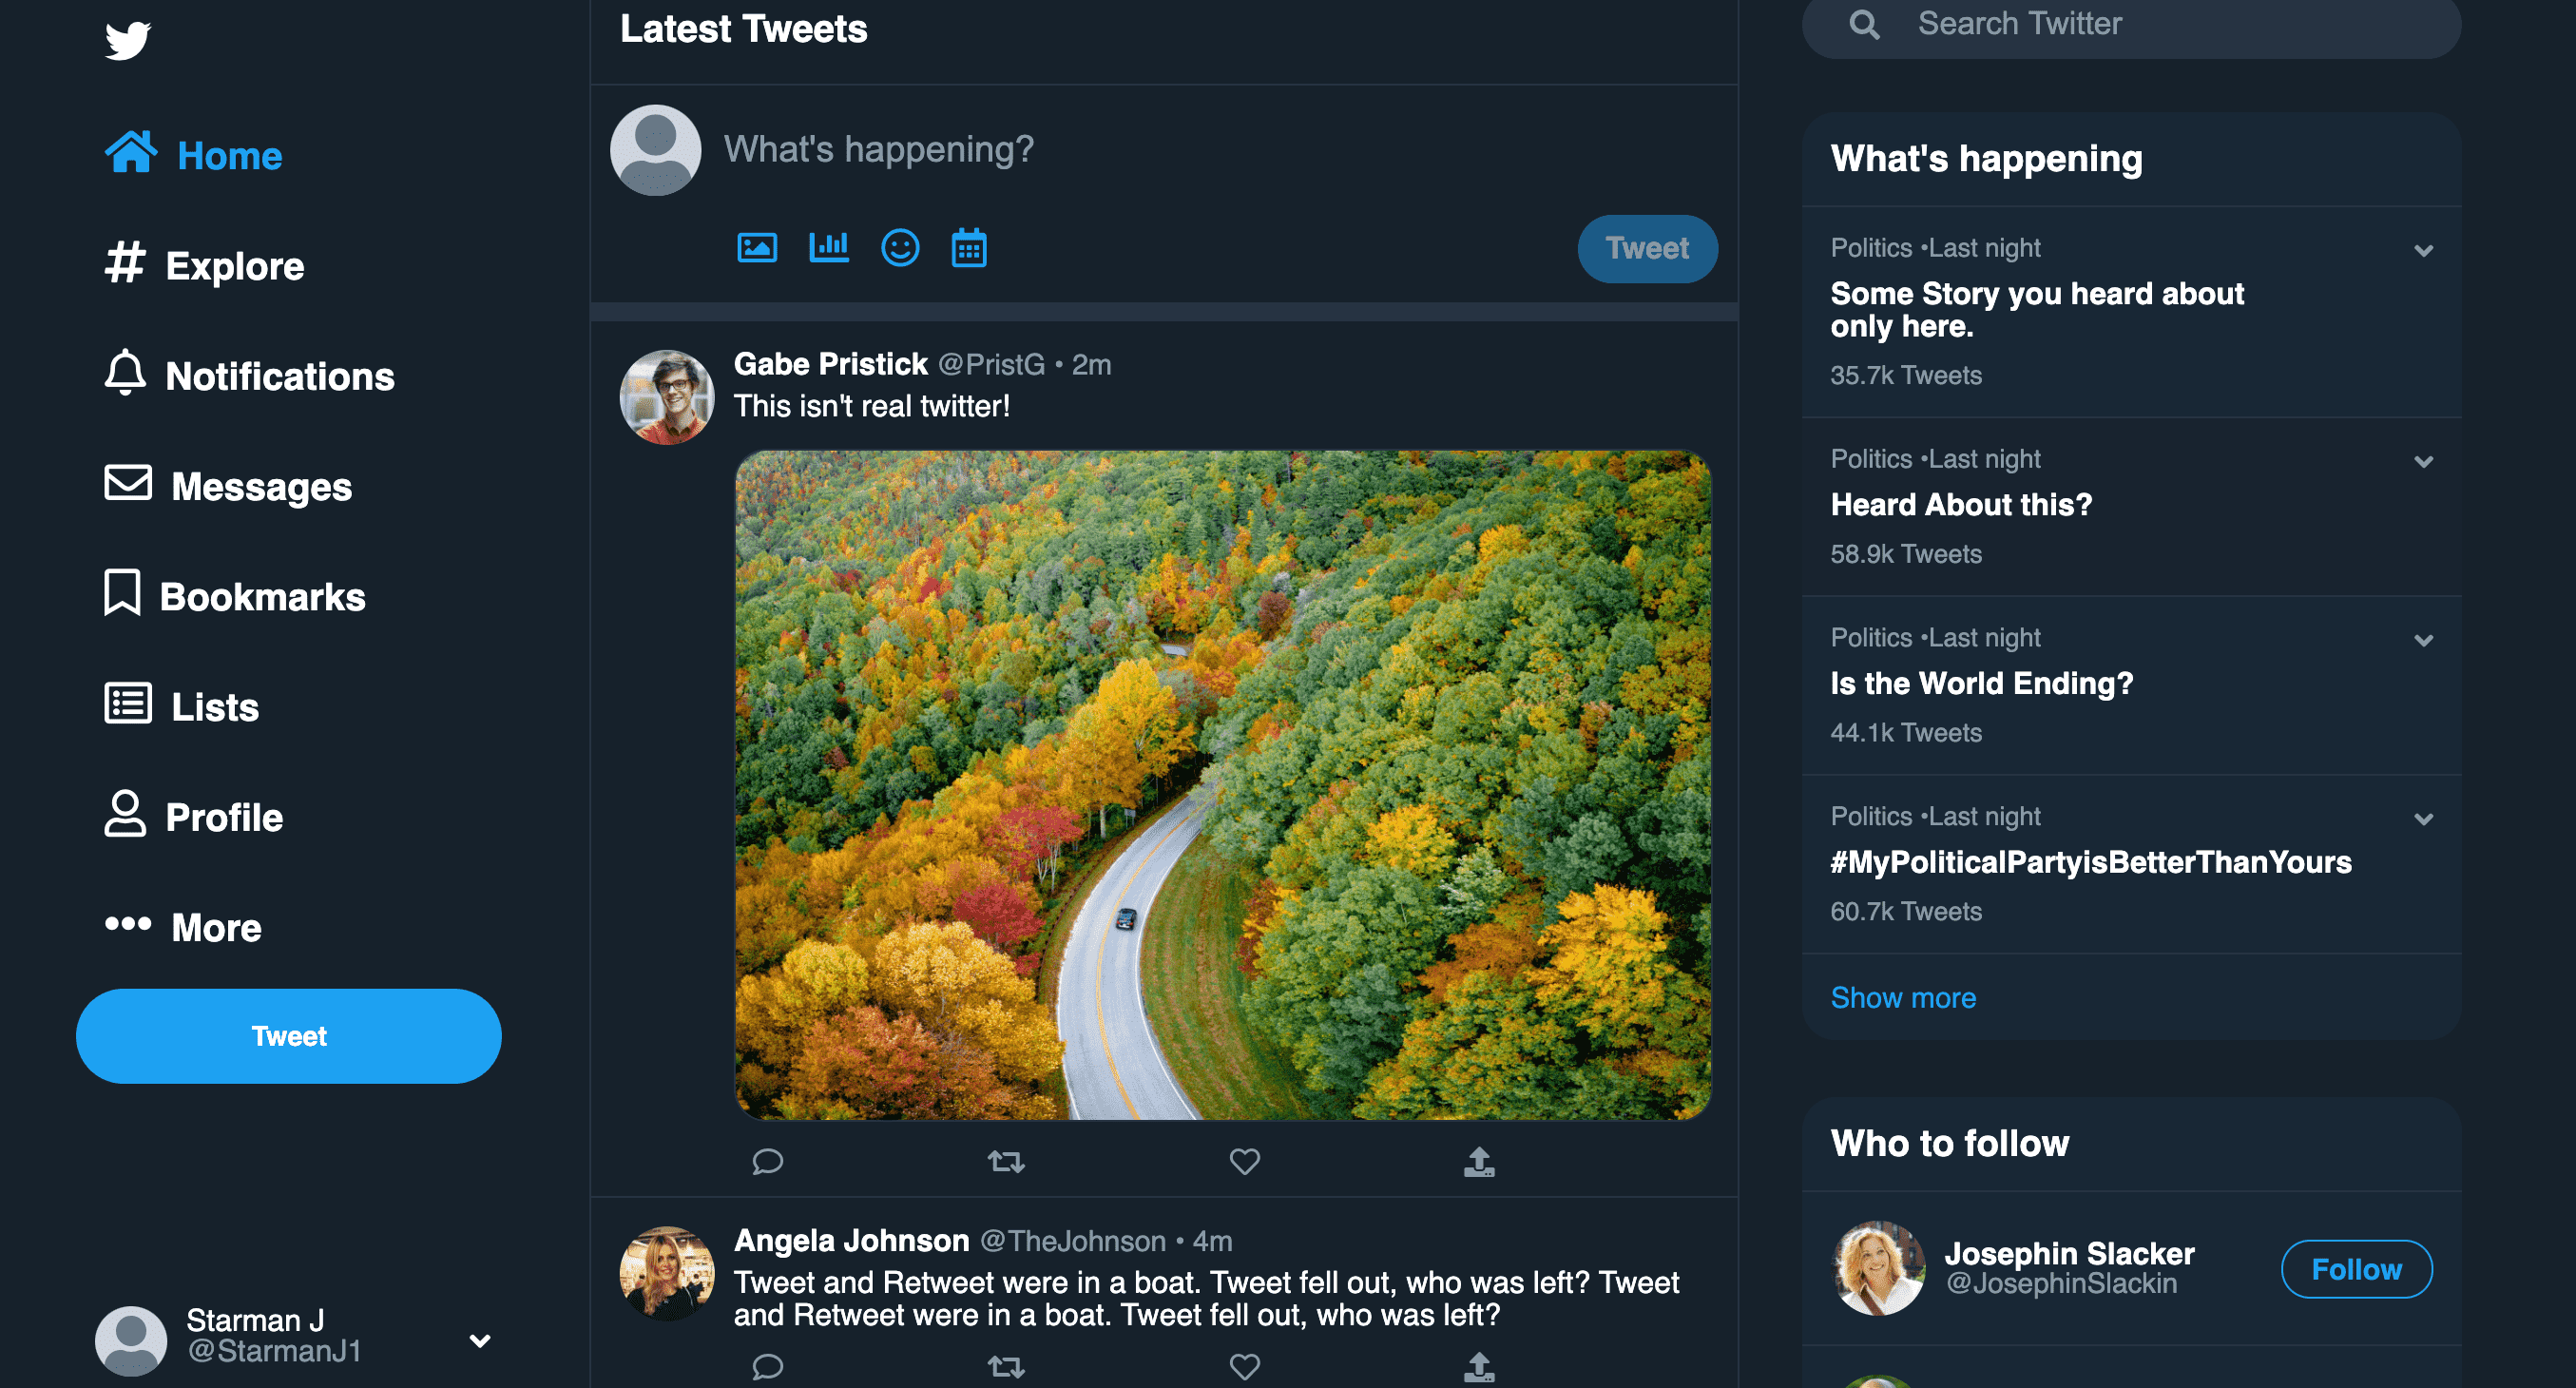 Home
Explore
Notifications
Messages
Bookmarks
Lists
Profile
More
Tweet
Starman J
@StarmanJ1
Latest Tweets
What's happening?
Tweet
Gabe Pristick @PristG • 2m
This isn't real twitter!
Angela Johnson @TheJohnson • 4m
Tweet and Retweet were in a boat. Tweet fell out, who was left? Tweet
and Retweet were in a boat. Tweet fell out, who was left?
Search Twitter
What's happening
Politics •Last night
Some Story you heard about
only here.
35.7k Tweets
Politics •Last night
Heard About this?
58.9k Tweets
Politics •Last night
Is the World Ending?
44.1k Tweets
Politics •Last night
#MyPoliticalPartyisBetterThanYours
60.7k Tweets
Show more
Who to follow
Josephin Slacker
@JosephinSlackin
Follow